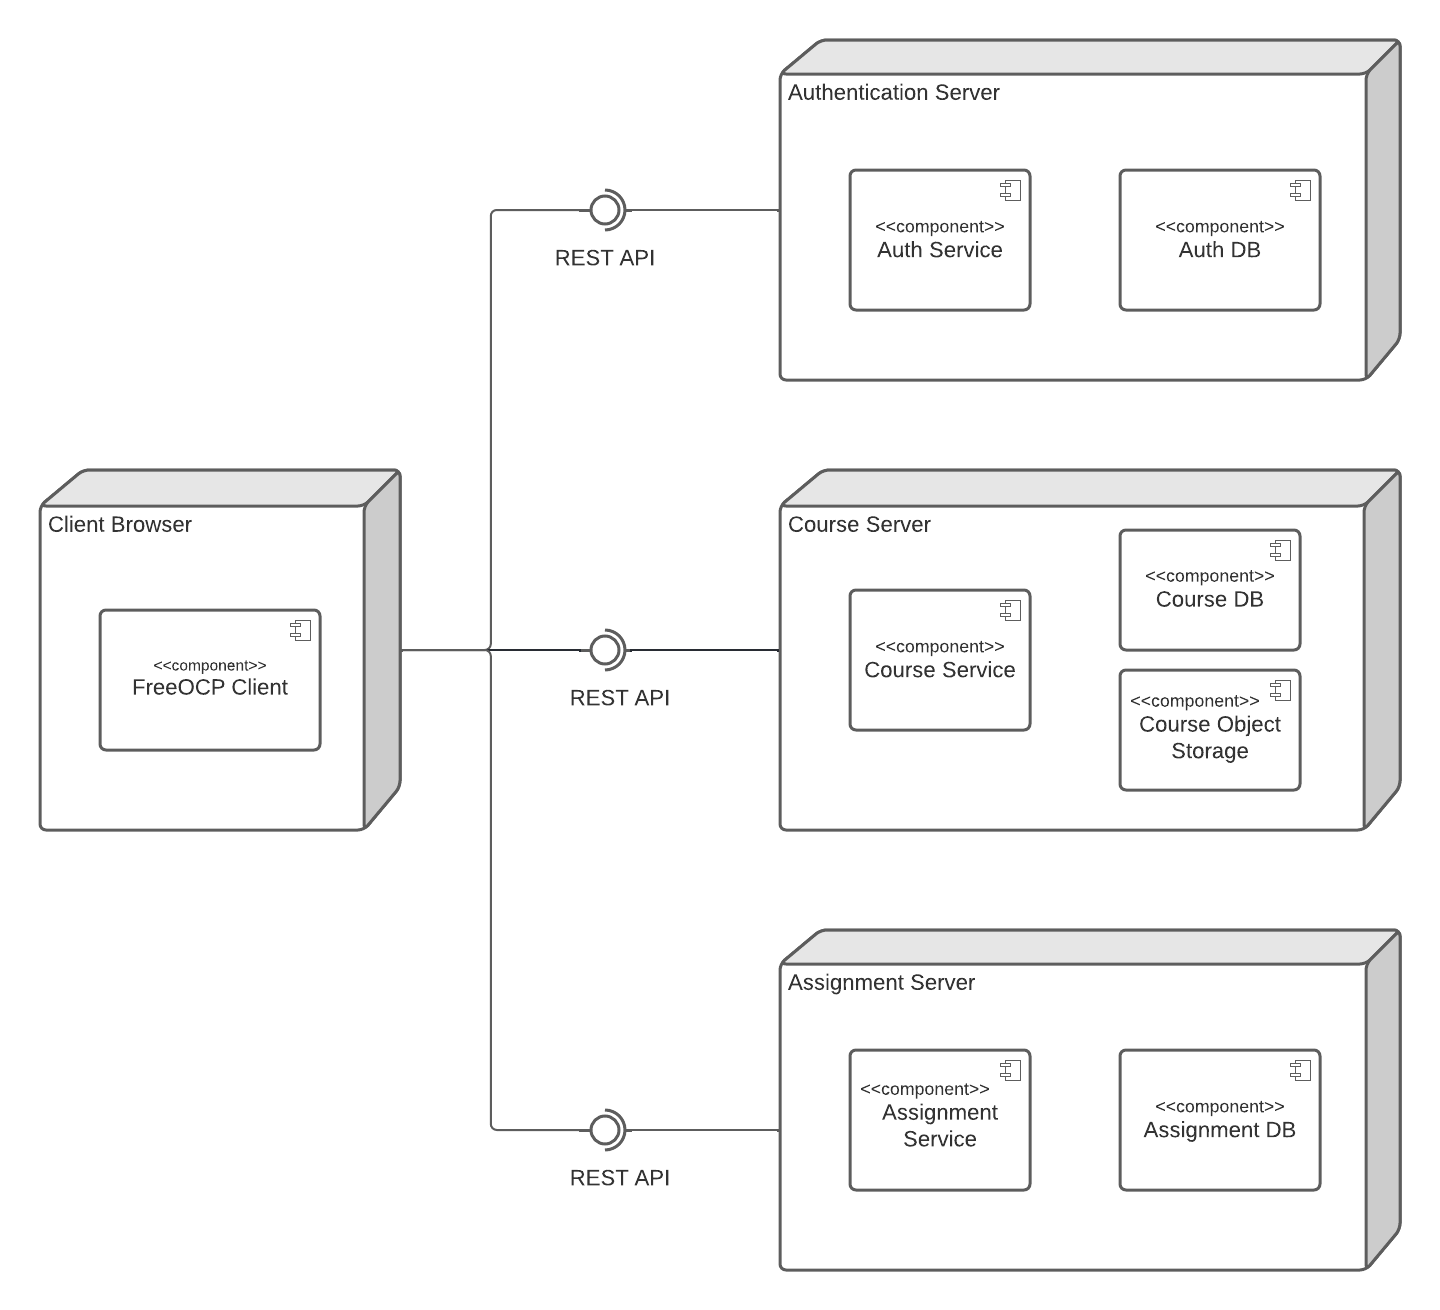 Authentication Server
<<component>>
Auth Service
<<component>>
Auth DB
REST API
Client Browser
<<component>>
FreeOCP Client
REST API
Course Server
<<component>>
Course Service
<<component>>
Course DB
<<component>>
Course Object
Storage
REST API
Assignment Server
<<component>>
Assignment
Service
<<component>>
Assignment DB